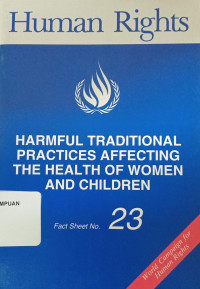 Human Rights
HARMFUL TRADITIONAL
PRACTICES AFFECTING
THE HEALTH OF WOMEN
AND CHILDREN
MPUAN
Fact Sheet No. 23
World Campaign for
Human Rights